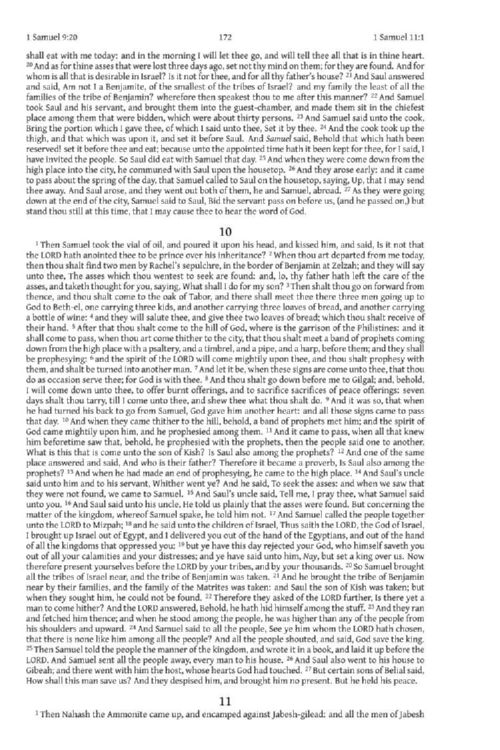 1 Samuel 9:20 172 1 Samuel 11:1
shall eat with me today: and in the morning I will let thee go, and will tell thee all that is in thine heart.
20 And as for thine asses that were lost three days ago, set not thy mind on them; for they are found. And for
whom is all that is desirable in Israel? Is it not for thee, and for all thy father's house? 21 And Saul answered
and said, Am not I a Benjamite, of the smallest of the tribes of Israel? and my family the least of all the
families of the tribe of Benjamin? wherefore then speakest thou to me after this manner? 22 And Samuel
took Saul and his servant, and brought them into the guest-chamber, and made them sit in the chiefest
place among them that were bidden, which were about thirty persons. 23 And Samuel said unto the cook,
Bring the portion which I gave thee, of which I said unto thee, Set it by thee. 24 And the cook took up the
thigh, and that which was upon it, and set it before Saul. And Samuel said, Behold that which hath been
reserved! set it before thee and eat; because unto the appointed time hath it been kept for thee, for I said, I
have invited the people. So Saul did eat with Samuel that day. 25 And when they were come down from the
high place into the city, he communed with Saul upon the housetop. 26 And they arose early: and it came
to pass about the spring of the day, that Samuel called to Saul on the housetop, saying, Up, that I may send
thee away. And Saul arose, and they went out both of them, he and Samuel, abroad. 27 As they were going
down at the end of the city, Samuel said to Saul, Bid the servant pass on before us, (and he passed on,) but
stand thou still at this time, that I may cause thee to hear the word of God.
10
1 Then Samuel took the vial of oil, and poured it upon his head, and kissed him, and said, Is it not that
the LORD hath anointed thee to be prince over his inheritance? 2 When thou art departed from me today,
then thou shalt find two men by Rachel's sepulchre, in the border of Benjamin at Zelzah; and they will say
unto thee, The asses which thou wentest to seek are found: and, lo, thy father hath left the care of the
asses, and taketh thought for you, saying, What shall I do for my son? 3 Then shalt thou go on forward from
thence, and thou shalt come to the oak of Tabor, and there shall meet thee there three men going up to
God to Beth-el, one carrying three kids, and another carrying three loaves of bread, and another carrying
a bottle of wine: 4 and they will salute thee, and give thee two loaves of bread; which thou shalt receive of
their hand. 5 After that thou shalt come to the hill of God, where is the garrison of the Philistines: and it
shall come to pass, when thou art come thither to the city, that thou shalt meet a band of prophets coming
down from the high place with a psaltery, and a timbrel, and a pipe, and a harp, before them; and they shall
be prophesying: 6 and the spirit of the LORD will come mightily upon thee, and thou shalt prophesy with
them, and shalt be turned into another man. 7 And let it be, when these signs are come unto thee, that thou
do as occasion serve thee; for God is with thee. 8 And thou shalt go down before me to Gilgal; and, behold,
I will come down unto thee, to offer burnt offerings, and to sacrifice sacrifices of peace offerings: seven
days shalt thou tarry, till I come unto thee, and shew thee what thou shalt do. 9 And it was so, that when
he had turned his back to go from Samuel, God gave him another heart: and all those signs came to pass
that day. 10 And when they came thither to the hill, behold, a band of prophets met him; and the spirit of
God came mightily upon him, and he prophesied among them. 11 And it came to pass, when all that knew
him beforetime saw that, behold, he prophesied with the prophets, then the people said one to another,
What is this that is come unto the son of Kish? Is Saul also among the prophets? 12 And one of the same
place answered and said, And who is their father? Therefore it became a proverb, Is Saul also among the
prophets? 13 And when he had made an end of prophesying, he came to the high place. 14 And Saul's uncle
said unto him and to his servant, Whither went ye? And he said, To seek the asses: and when we saw that
they were not found, we came to Samuel. 15 And Saul's uncle said, Tell me, I pray thee, what Samuel said
unto you. 16 And Saul said unto his uncle, He told us plainly that the asses were found. But concerning the
matter of the kingdom, whereof Samuel spake, he told him not. 17 And Samuel called the people together
unto the LORD to Mizpah; 18 and he said unto the children of Israel, Thus saith the LORD, the God of Israel,
I brought up Israel out of Egypt, and I delivered you out of the hand of the Egyptians, and out of the hand
of all the kingdoms that oppressed you: 19 but ye have this day rejected your God, who himself saveth you
out of all your calamities and your distresses; and ye have said unto him, Nay, but set a king over us. Now
therefore present yourselves before the LORD by your tribes, and by your thousands. 20 So Samuel brought
all the tribes of Israel near, and the tribe of Benjamin was taken. 21 And he brought the tribe of Benjamin
near by their families, and the family of the Matrites was taken: and Saul the son of Kish was taken; but
when they sought him, he could not be found. 22 Therefore they asked of the LORD further, Is there yet a
man to come hither? And the LORD answered, Behold, he hath hid himself among the stuff. 23 And they ran
and fetched him thence; and when he stood among the people, he was higher than any of the people from
his shoulders and upward. 24 And Samuel said to all the people, See ye him whom the LORD hath chosen,
that there is none like him among all the people? And all the people shouted, and said, God save the king.
25 Then Samuel told the people the manner of the kingdom, and wrote it in a book, and laid it up before the
LORD. And Samuel sent all the people away, every man to his house. 26 And Saul also went to his house to
Gibeah; and there went with him the host, whose hearts God had touched. 27 But certain sons of Belial said,
How shall this man save us? And they despised him, and brought him no present. But he held his peace.
11
1 Then Nahash the Ammonite came up, and encamped against Jabesh-gilead: and all the men of Jabesh